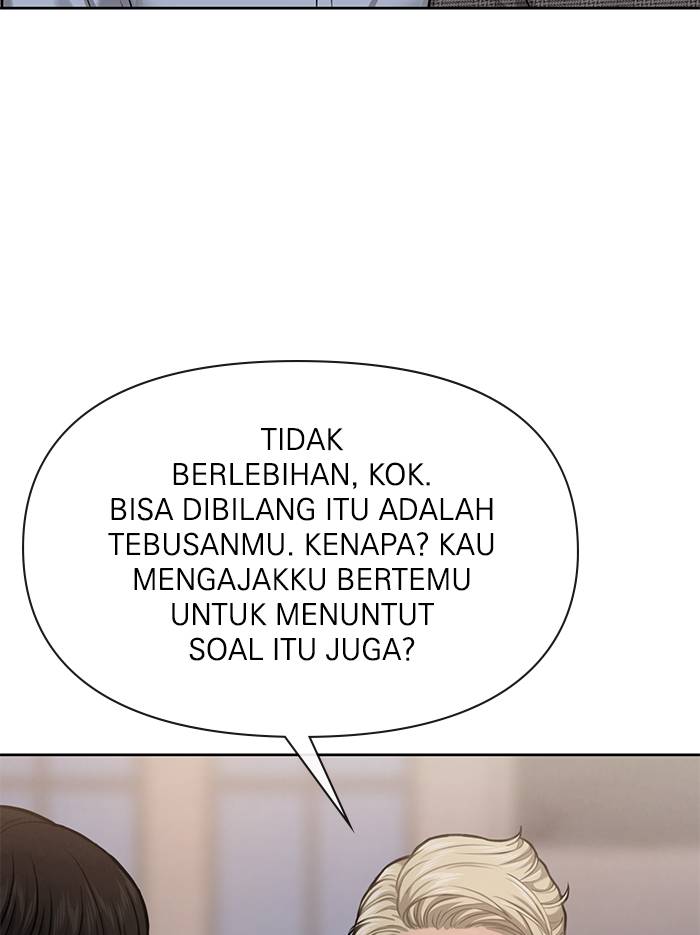 TIDAK
BERLEBIHAN, KOK.
BISA DIBILANG ITU ADALAH
TEBUSANMU. KENAPA? KAU
MENGAJAKKU BERTEMU
UNTUK MENUNTUT
SOAL ITU JUGA?